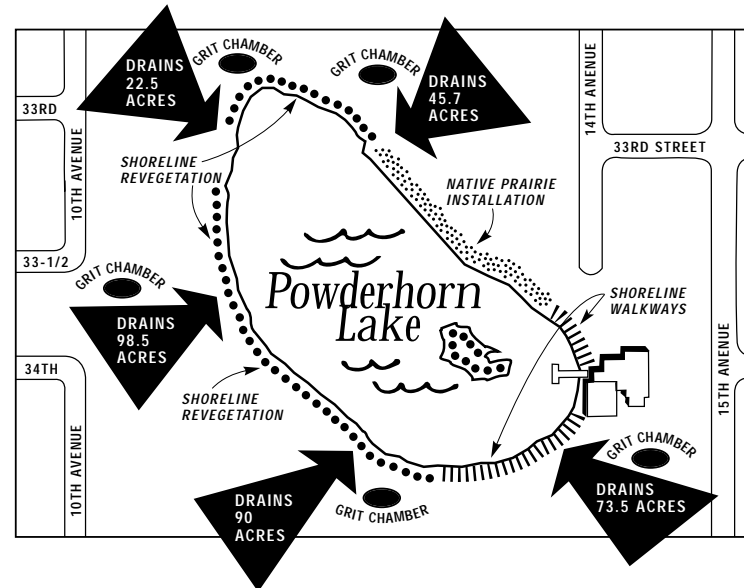 GRIT CHAMBER
DRAINS
22.5
ACRES
GRIT CHAMBER
DRAINS
45.7
ACRES
14TH ANENUE
33RD
10TH AVENUE
33RD STREET
SHORELINE
REVEGETATION
NATIVE PRAIRIE
INSTALLATION
33-1/2
GRIT CHAMBER
DRAINS
98.5
ACRES
Powderhorn
Lake
SHORELINE
WALKWAYS
34TH
SHORELINE
REVEGETATION
15TH AVENUE
10TH AVENUE
GRIT CHAMBER
DRAINS
73.5 ACRES
DRAINS
90
ACRES
GRIT CHAMBER